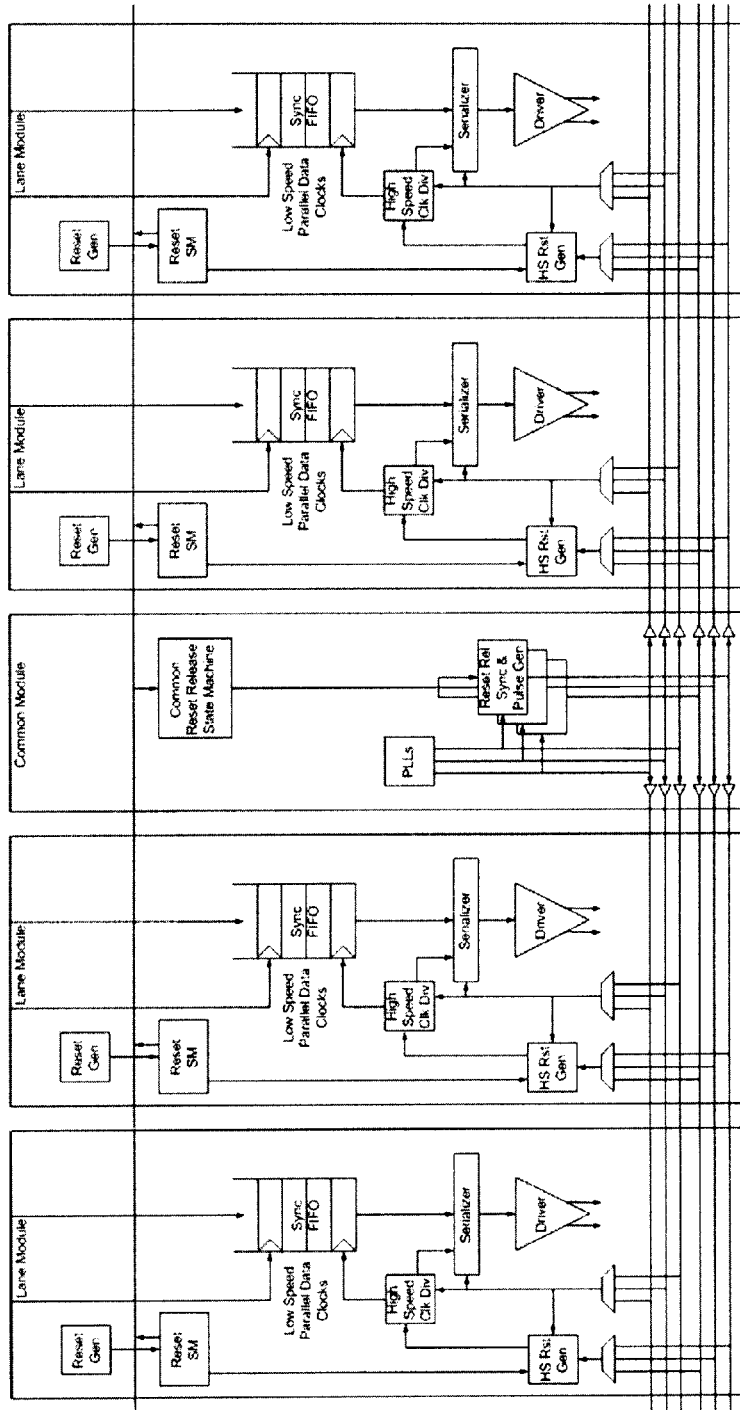 Lane Module
Reset
Gen
Reset
SM
Sync
FIFO
Low Speed
Parallel Data
Clocks
High
Speed
Clk Div
Serializer
HS Rst
Gen
Driver
Lane Module
Reset
Gen
Reset
SM
Sync
FIFO
Low Speed
Parallel Data
Clocks
High
Speed
Clk Div
Serializer
HS Rst
Gen
Driver
Common Module
Common
Reset Release
State Machine
PLLs
Reset Rel
Sync &
Pulse Gen
Lane Module
Reset
Gen
Reset
SM
Sync
FIFO
Low Speed
Parallel Data
Clocks
High
Speed
Clk Div
Serializer
HS Rst
Gen
Driver
Lane Module
Reset
Gen
Reset
SM
Sync
FIFO
Low Speed
Parallel Data
Clocks
High
Speed
Clk Div
Serializer
HS Rst
Gen
Driver